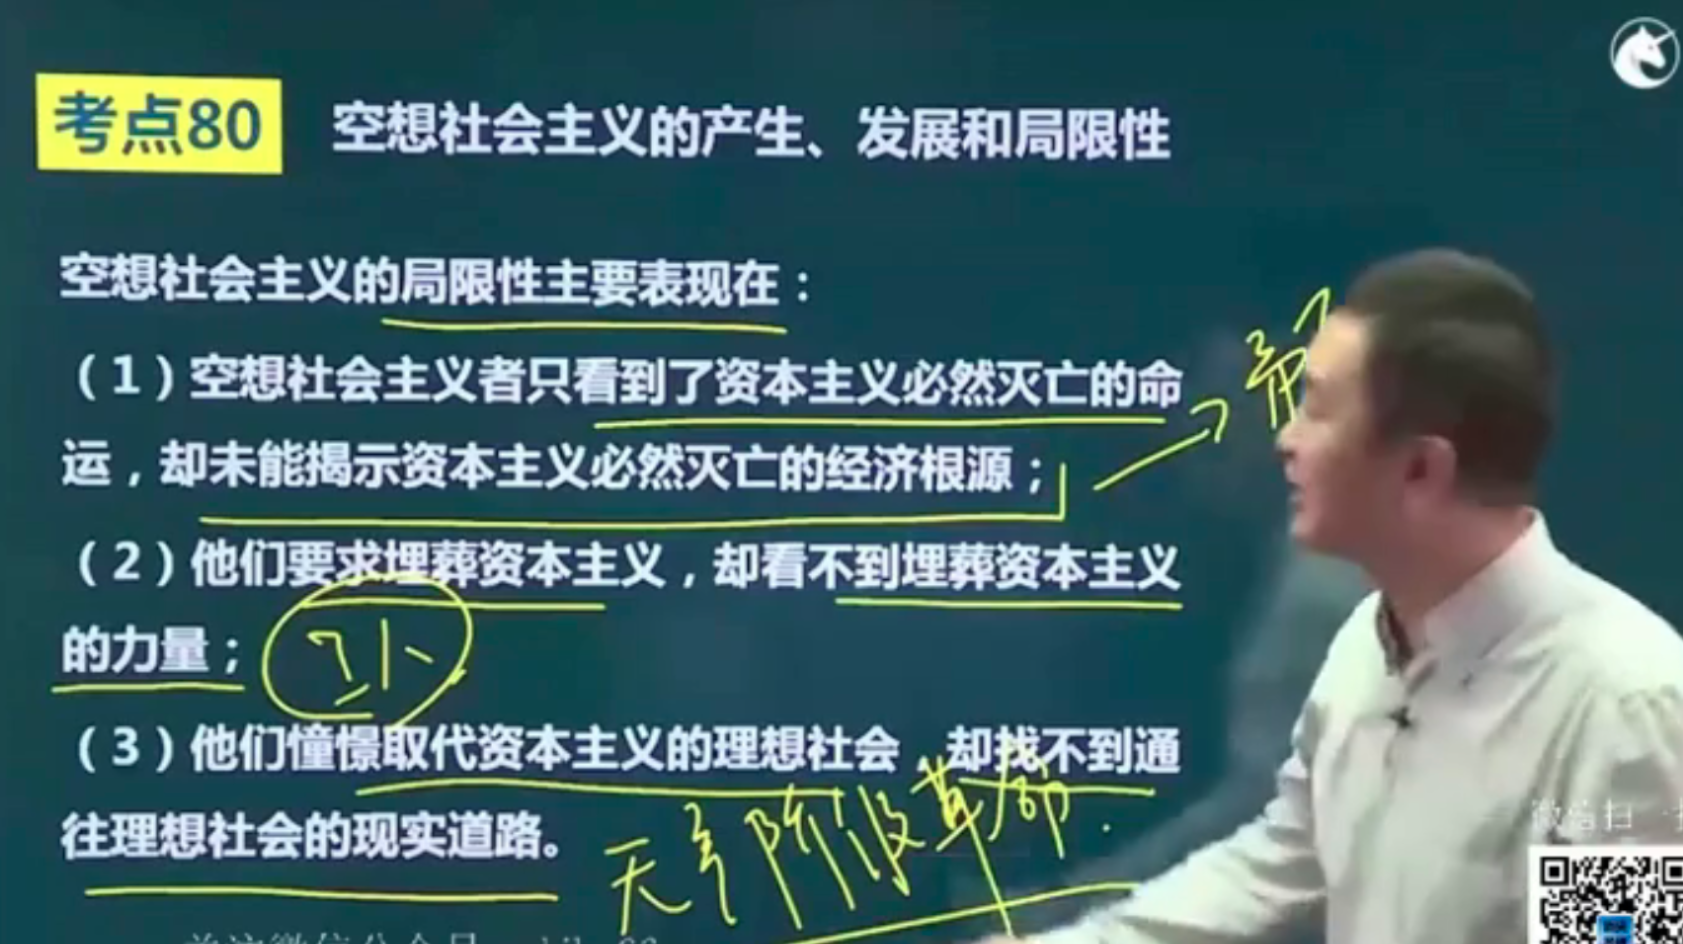 考点80 空想社会主义的产生、发展和局限性
空想社会主义的局限性主要表现在：
（1）空想社会主义者只看到了资本主义必然灭亡的命
运，却未能揭示资本主义必然灭亡的经济根源；
（2）他们要求埋葬资本主义，却看不到埋葬资本主义
的力量；
（3）他们憧憬取代资本主义的理想社会，却找不到通
往理想社会的现实道路。
无产阶级革命
微信扫一扫